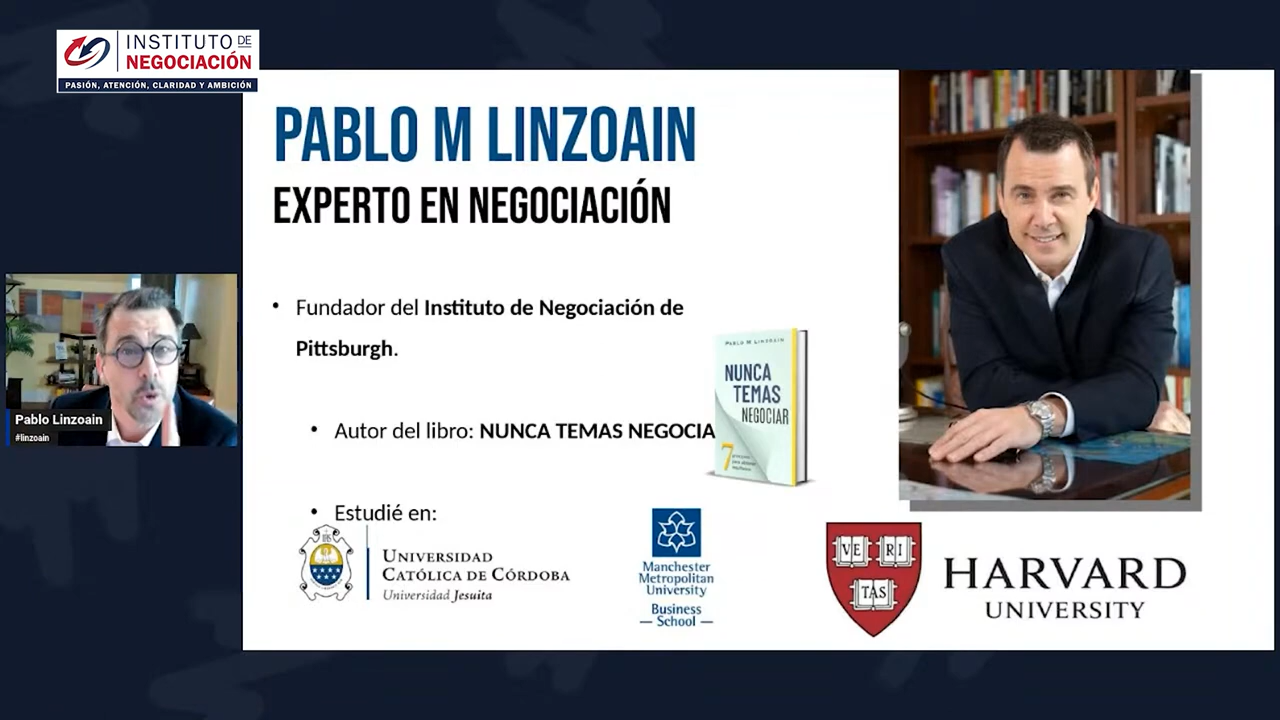 INSTITUTO DE
NEGOCIACIÓN
PASIÓN, ATENCIÓN, CLARIDAD Y AMBICIÓN
PABLO M LINZOAIN
EXPERTO EN NEGOCIACIÓN
• Fundador del Instituto de Negociación de
Pittsburgh.
PABLO M LINZOAIN
NUNCA
TEMAS
NEGOCIAR
7
• Autor del libro: NUNCA TEMAS NEGOCIA
Pablo Linzoain
#linzoain
• Estudié en:
IHS
UNIVERSIDAD
CATÓLICA DE CÓRDOBA
Universidad Jesuita
Manchester
Metropolitan
University
Business
School
VE RI
TAS
HARVARD
UNIVERSITY